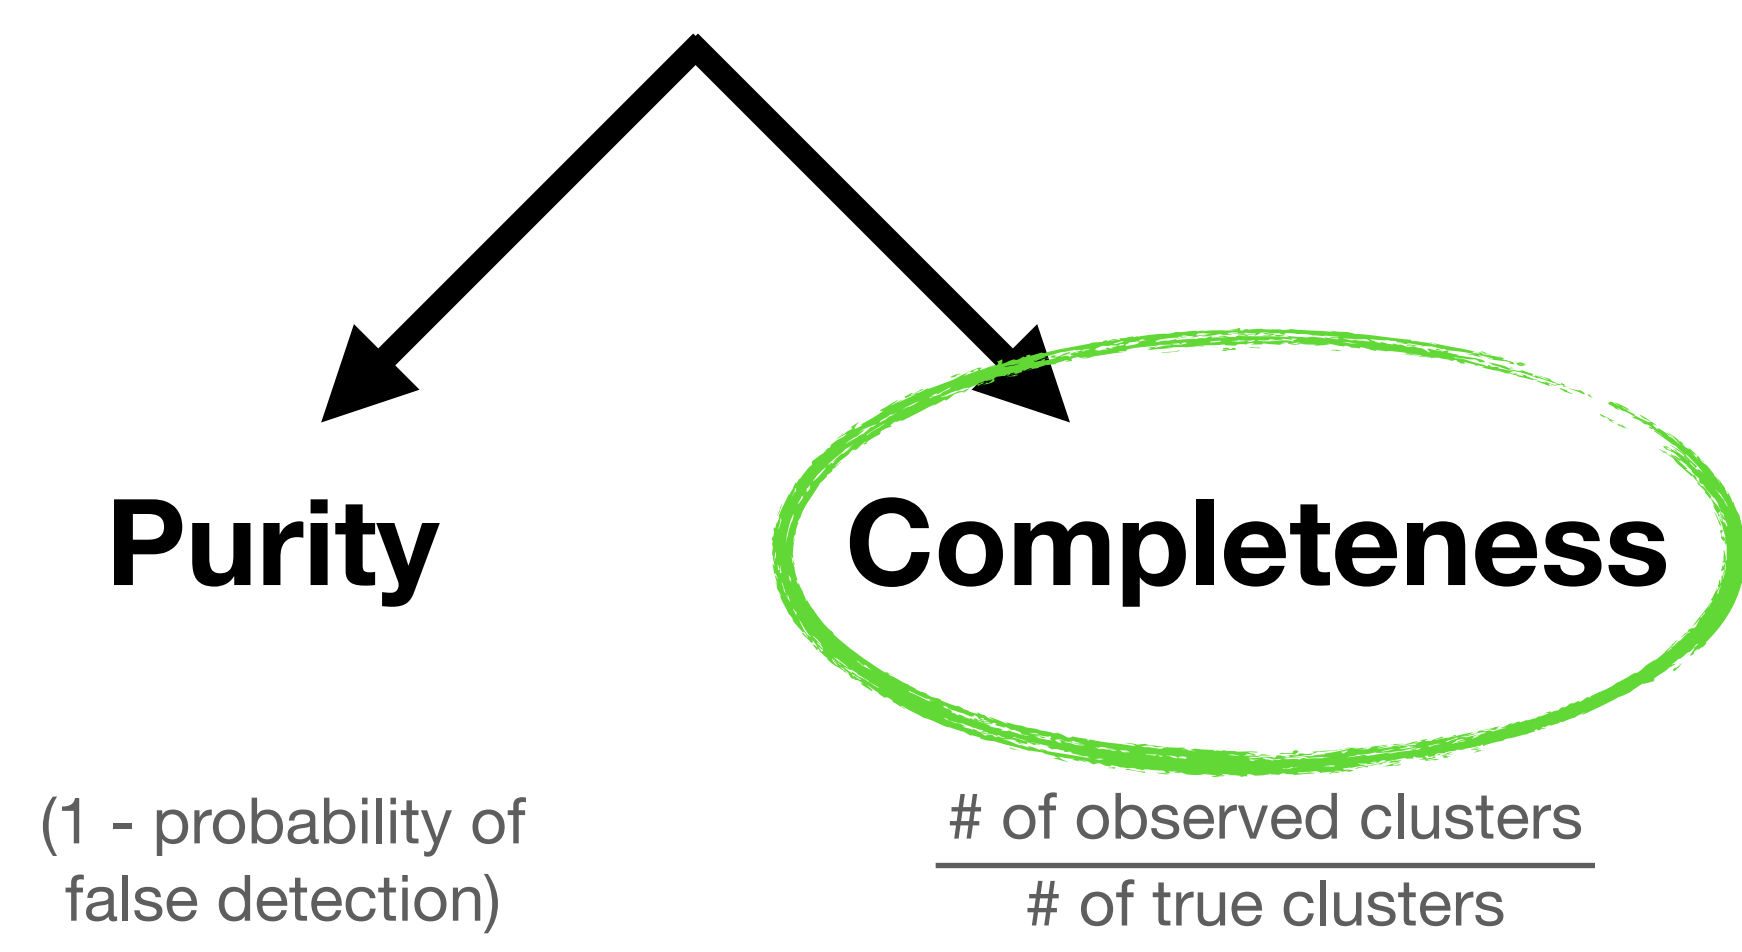 Purity
Completeness
(1 - probability of
false detection)
# of observed clusters
# of true clusters